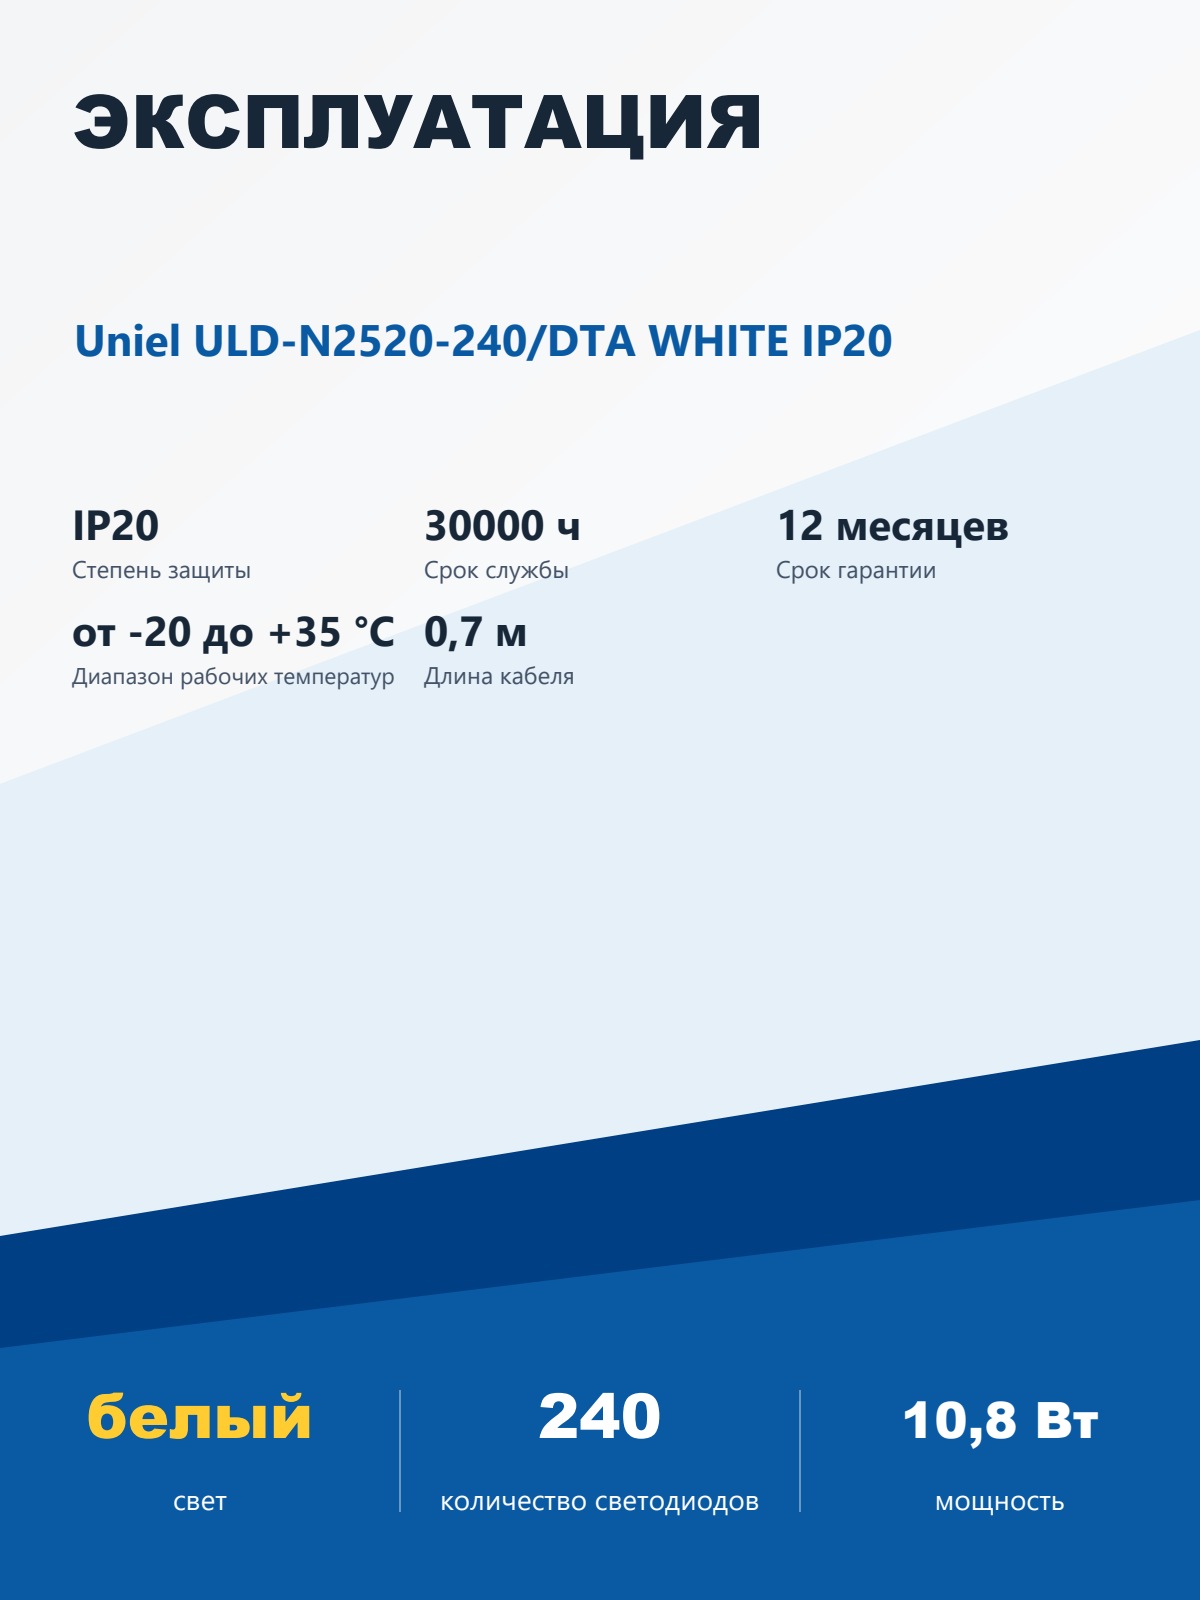 ЭКСПЛУАТАЦИЯ
Uniel ULD-N2520-240/DTA WHITE IP20
IP20
Степень защиты
30000 ч
Срок службы
12 месяцев
Срок гарантии
от -20 до +35 °C
Диапазон рабочих температур
0,7 м
Длина кабеля
белый
свет
240
количество светодиодов
10,8 Вт
мощность